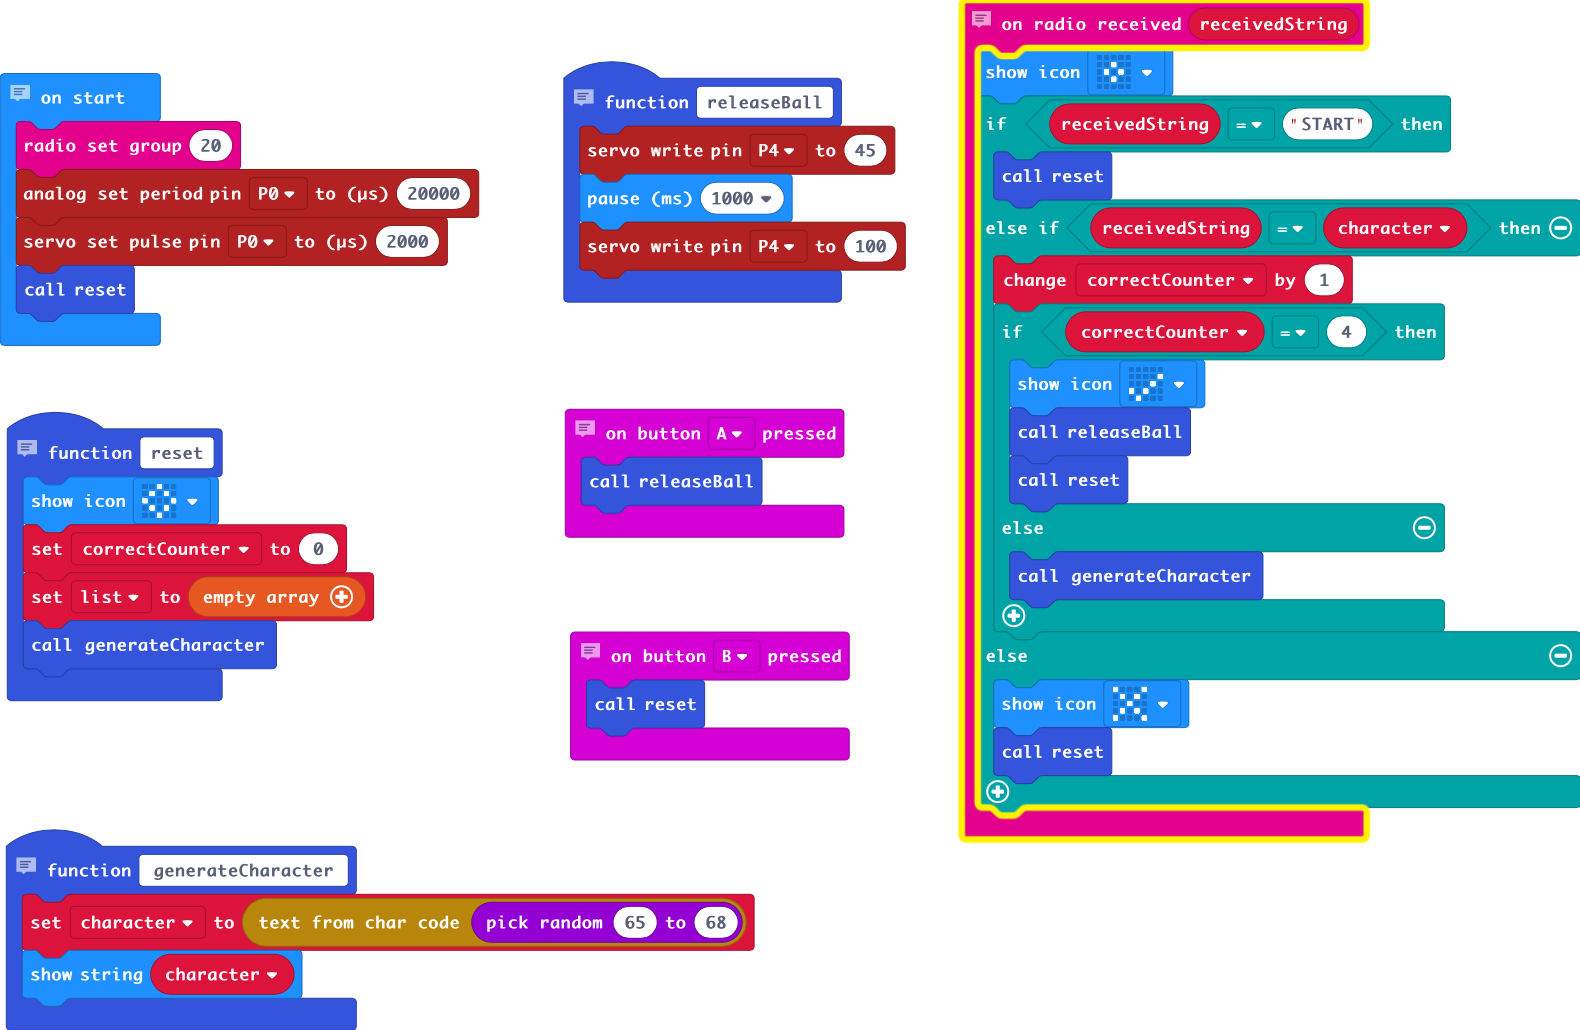 on start
radio set group 20
analog set period pin P0 to (µs) 20000
servo set pulse pin P0 to (µs) 2000
call reset
function reset
show icon
set correctCounter to 0
set list to empty array
call generateCharacter
function generateCharacter
set character to text from char code pick random 65 to 68
show string character
function releaseBall
servo write pin P4 to 45
pause (ms) 1000
servo write pin P4 to 100
on button A pressed
call releaseBall
on button B pressed
call reset
on radio received receivedString
show icon
if receivedString = "START" then
call reset
else if receivedString = character then
change correctCounter by 1
if correctCounter = 4 then
show icon
call releaseBall
call reset
else
call generateCharacter
else
show icon
call reset